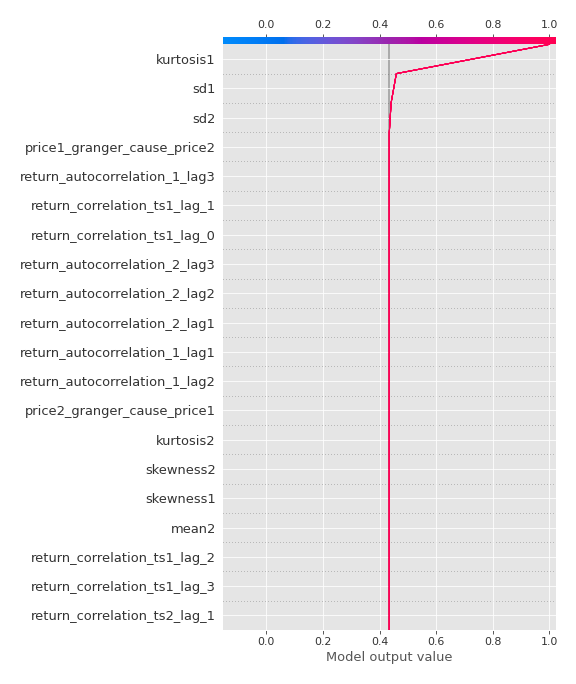 0.0 0.2 0.4 0.6 0.8 1.0
kurtosis1
sd1
sd2
price1_granger_cause_price2
return_autocorrelation_1_lag3
return_correlation_ts1_lag_1
return_correlation_ts1_lag_0
return_autocorrelation_2_lag3
return_autocorrelation_2_lag2
return_autocorrelation_2_lag1
return_autocorrelation_1_lag1
return_autocorrelation_1_lag2
price2_granger_cause_price1
kurtosis2
skewness2
skewness1
mean2
return_correlation_ts1_lag_2
return_correlation_ts1_lag_3
return_correlation_ts2_lag_1
0.0 0.2 0.4 0.6 0.8 1.0
Model output value